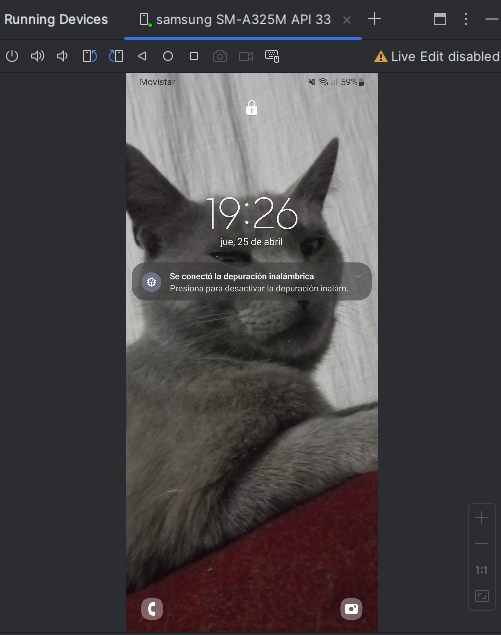 Running Devices
samsung SM-A325M API 33
Live Edit disabled
Movistar
59%
19:26
jue, 25 de abril
Se conectó la depuración inalámbrica
Presiona para desactivar la depuración inalám...
1:1